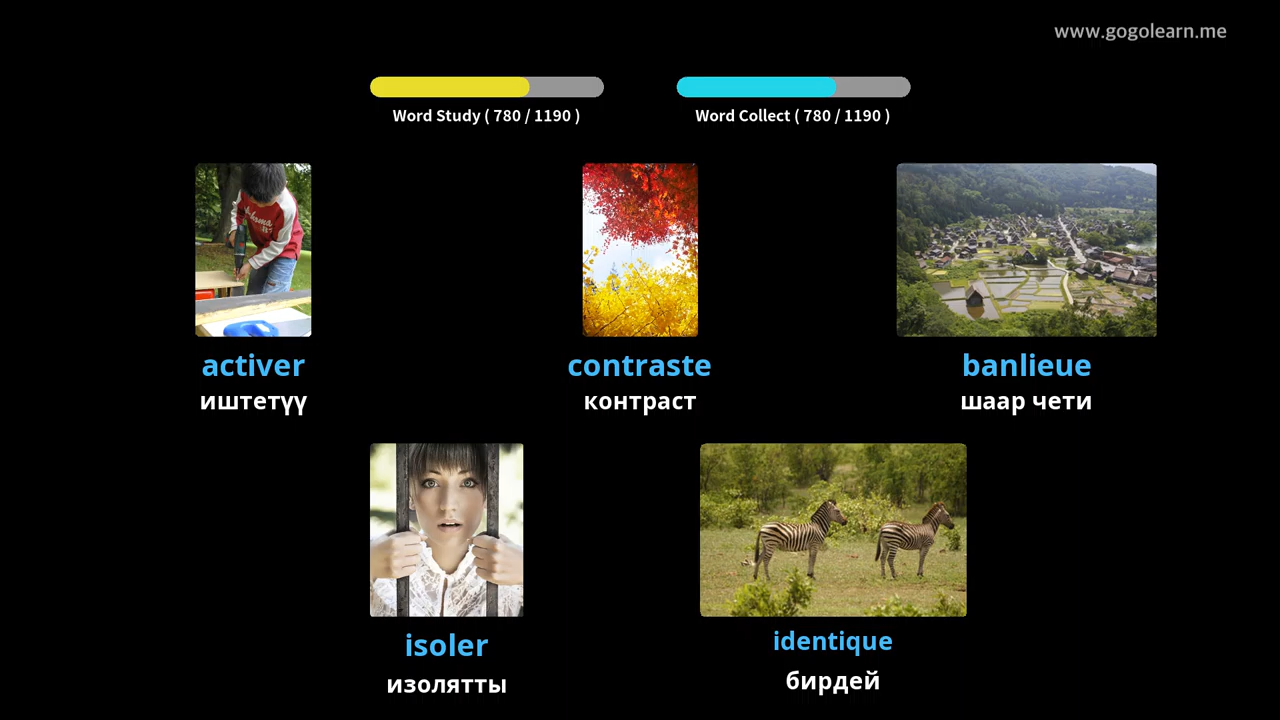 www.gogolearn.me
Word Study ( 780 / 1190 )
Word Collect ( 780 / 1190 )
activer
иштетүү
contraste
контраст
banlieue
шаар чети
isoler
изолятты
identique
бирдей